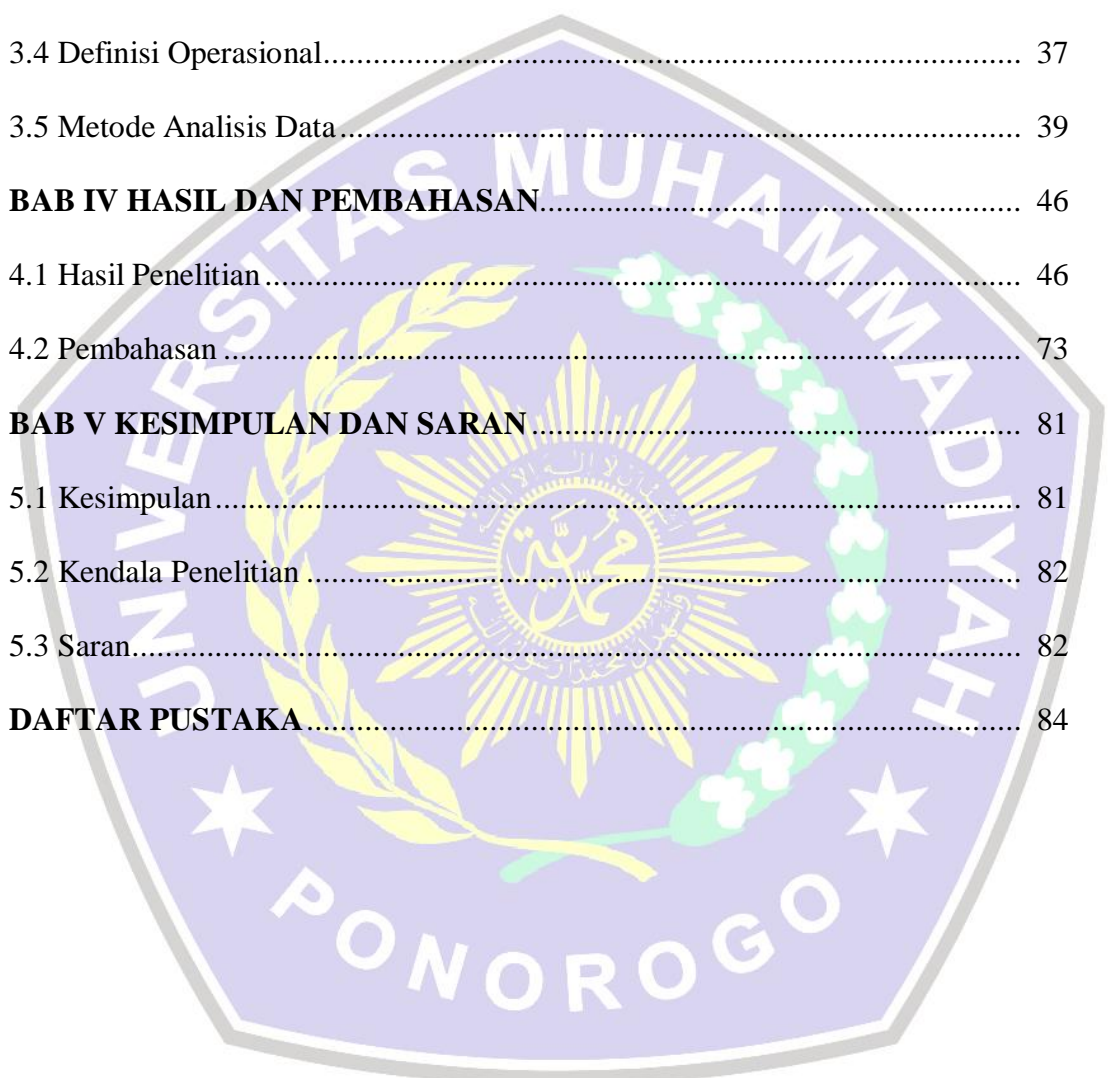 3.4 Definisi Operasional............................................................................ 37
3.5 Metode Analisis Data.......................................................................... 39
BAB IV HASIL DAN PEMBAHASAN.................................................... 46
4.1 Hasil Penelitian................................................................................... 46
4.2 Pembahasan........................................................................................ 73
BAB V KESIMPULAN DAN SARAN..................................................... 81
5.1 Kesimpulan......................................................................................... 81
5.2 Kendala Penelitian.............................................................................. 82
5.3 Saran................................................................................................... 82
DAFTAR PUSTAKA.............................................................................. 84
UNIVERSITAS MUHAMMADIYAH
PONOROGO
محمدية